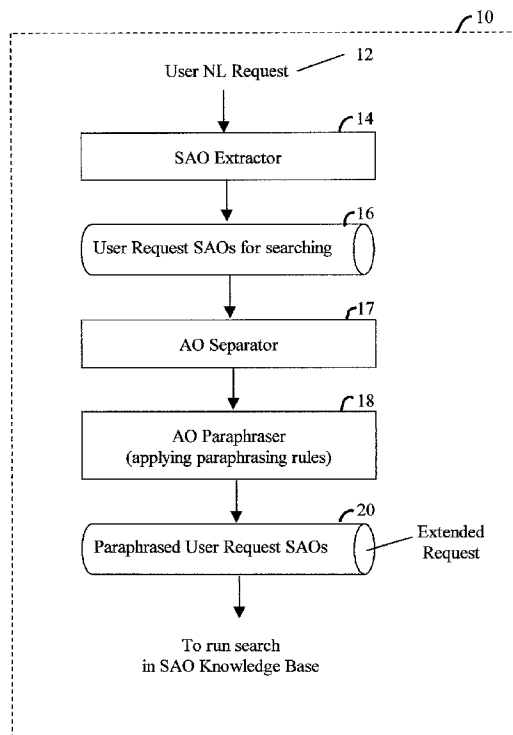 10
12
User NL Request
14
SAO Extractor
16
User Request SAOs for searching
17
AO Separator
18
AO Paraphraser
(applying paraphrasing rules)
20
Paraphrased User Request SAOs
Extended
Request
To run search
in SAO Knowledge Base